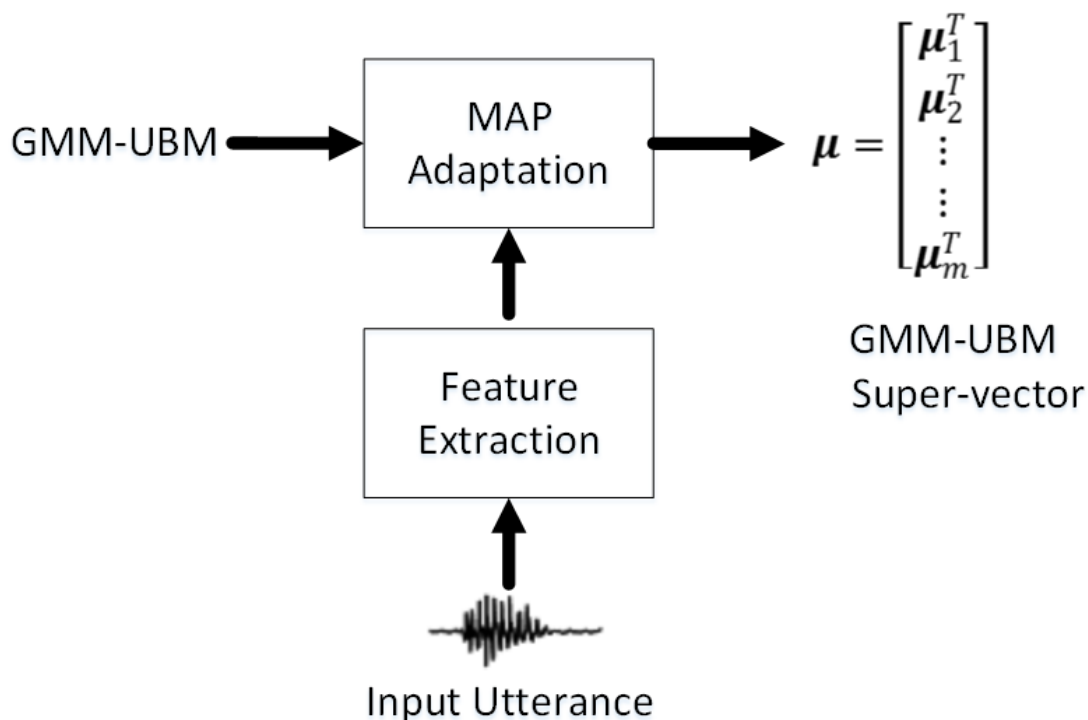 GMM-UBM
MAP
Adaptation
μ = [μ₁ᵀ
μ₂ᵀ
⋮
⋮
μₘᵀ]
GMM-UBM
Super-vector
Feature
Extraction
Input Utterance